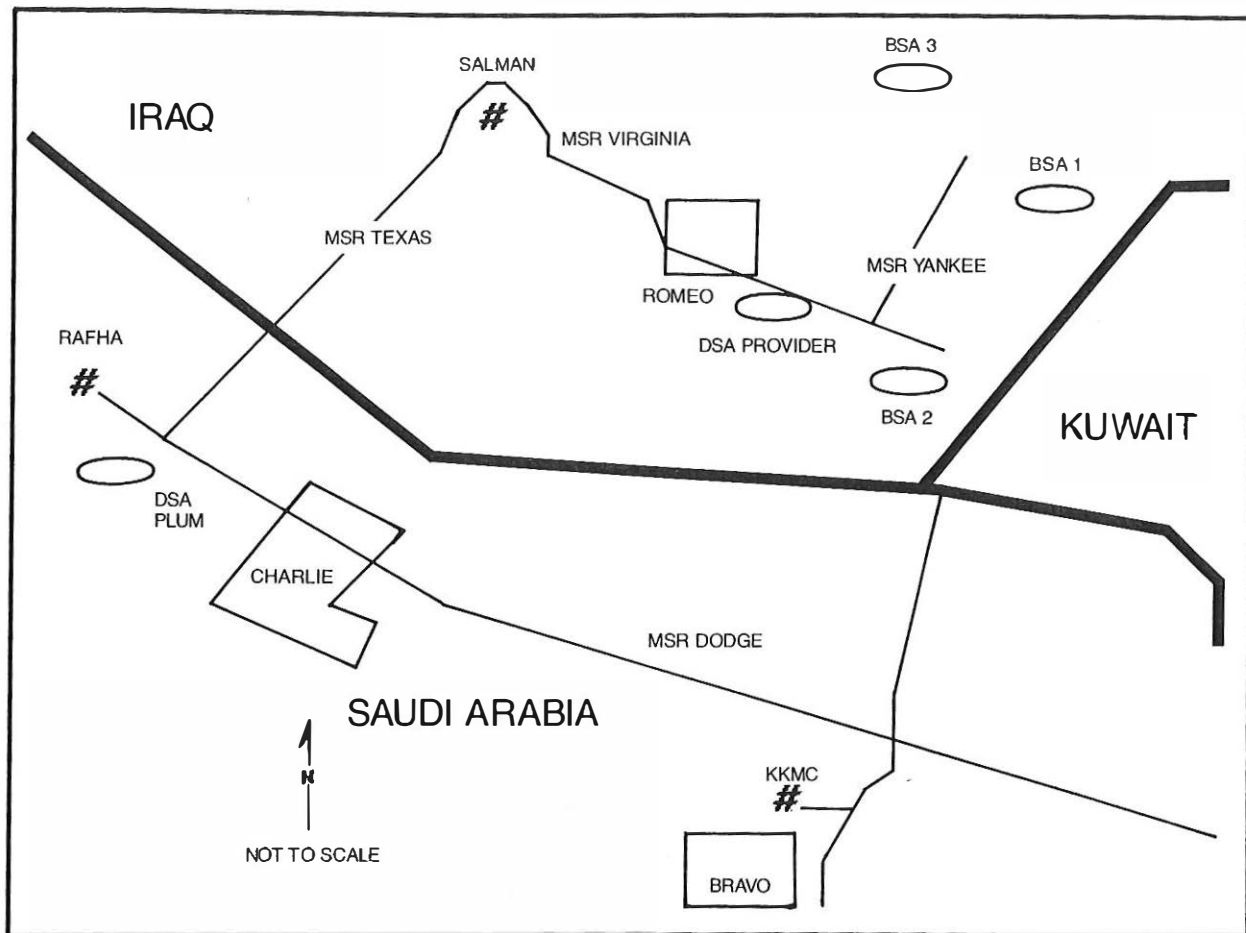 BSA 3
SALMAN
#
IRAQ
MSR VIRGINIA
BSA 1
MSR TEXAS
MSR YANKEE
ROMEO
RAFHA
#
DSA PROVIDER
BSA 2
KUWAIT
DSA
PLUM
CHARLIE
MSR DODGE
SAUDI ARABIA
N
KKMC
#
NOT TO SCALE
BRAVO